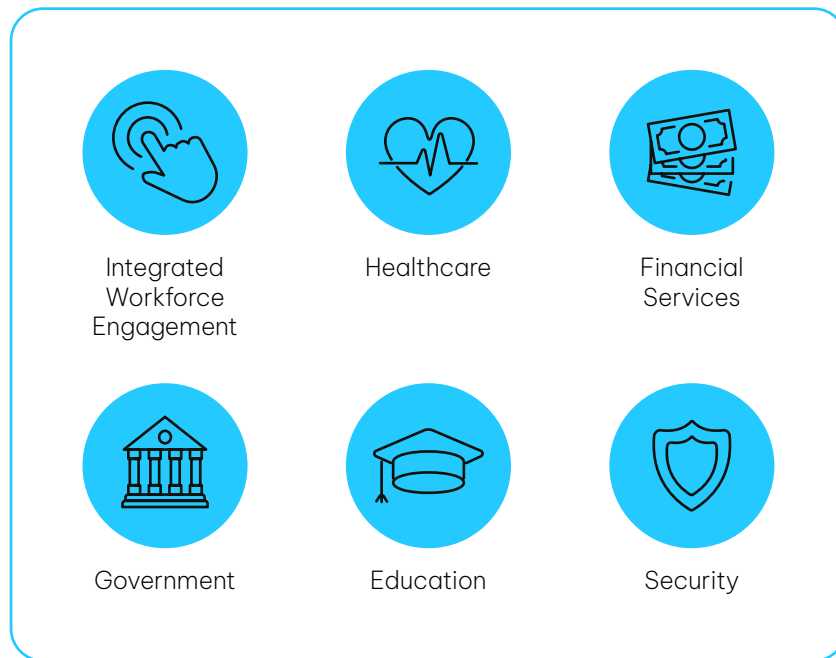 Integrated
Workforce
Engagement
Healthcare
Financial
Services
Government
Education
Security